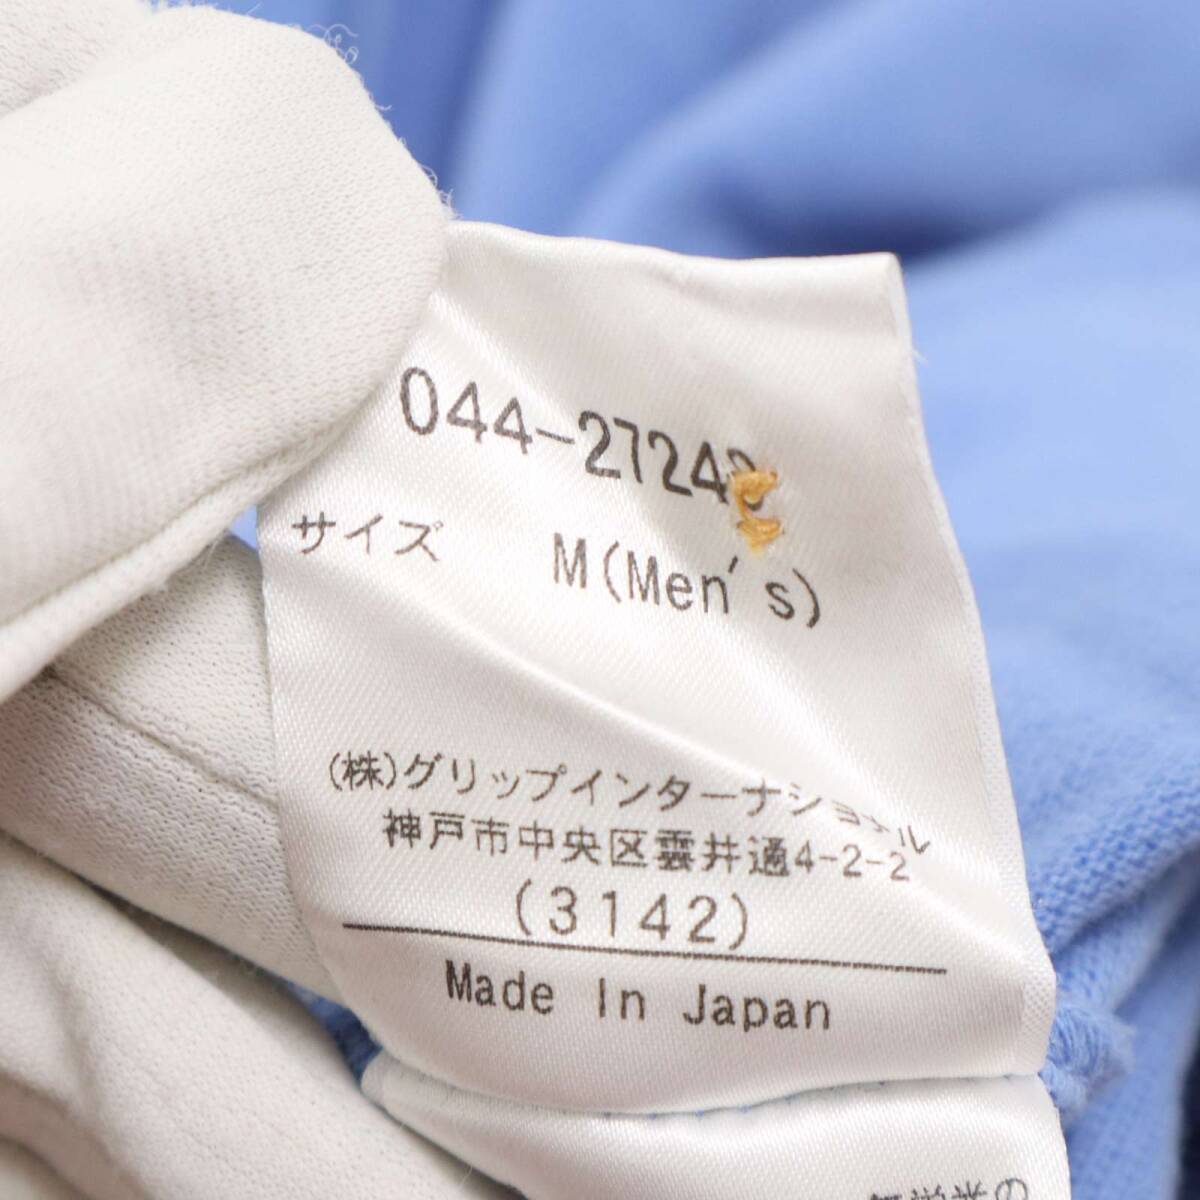 044-2724
サイズ M(Men's)
(株)グリップインターナショナル
神戸市中央区雲井通4-2-2
(3142)
Made In Japan